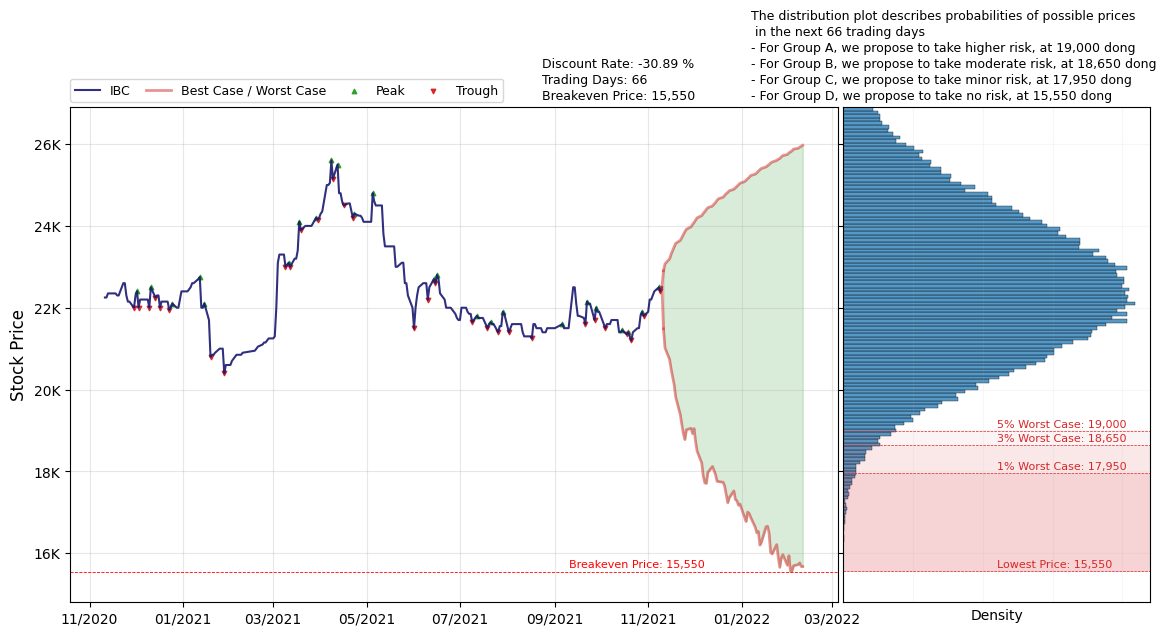 The distribution plot describes probabilities of possible prices
in the next 66 trading days
- For Group A, we propose to take higher risk, at 19,000 dong
- For Group B, we propose to take moderate risk, at 18,650 dong
- For Group C, we propose to take minor risk, at 17,950 dong
- For Group D, we propose to take no risk, at 15,550 dong
Discount Rate: -30.89 %
Trading Days: 66
Breakeven Price: 15,550
IBC
Best Case / Worst Case
Peak
Trough
Stock Price
26K
24K
22K
20K
18K
16K
Breakeven Price: 15,550
5% Worst Case: 19,000
3% Worst Case: 18,650
1% Worst Case: 17,950
Lowest Price: 15,550
11/2020
01/2021
03/2021
05/2021
07/2021
09/2021
11/2021
01/2022
03/2022
Density